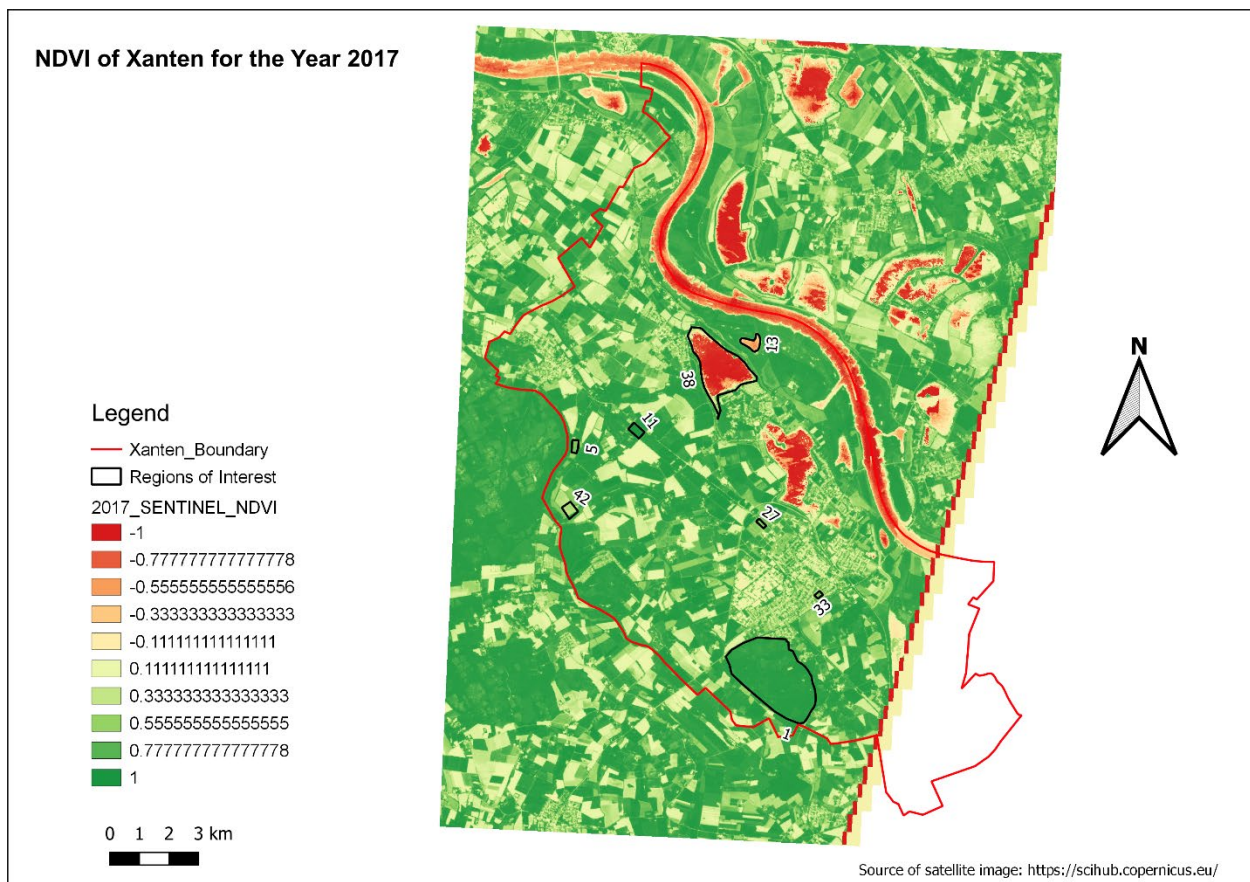 NDVI of Xanten for the Year 2017
N
13
38
11
5
42
27
33
1
Legend
Xanten_Boundary
Regions of Interest
2017_SENTINEL_NDVI
-1
-0.777777777777778
-0.555555555555556
-0.333333333333333
-0.111111111111111
0.111111111111111
0.333333333333333
0.555555555555555
0.777777777777778
1
0 1 2 3 km
Source of satellite image: https://scihub.copernicus.eu/